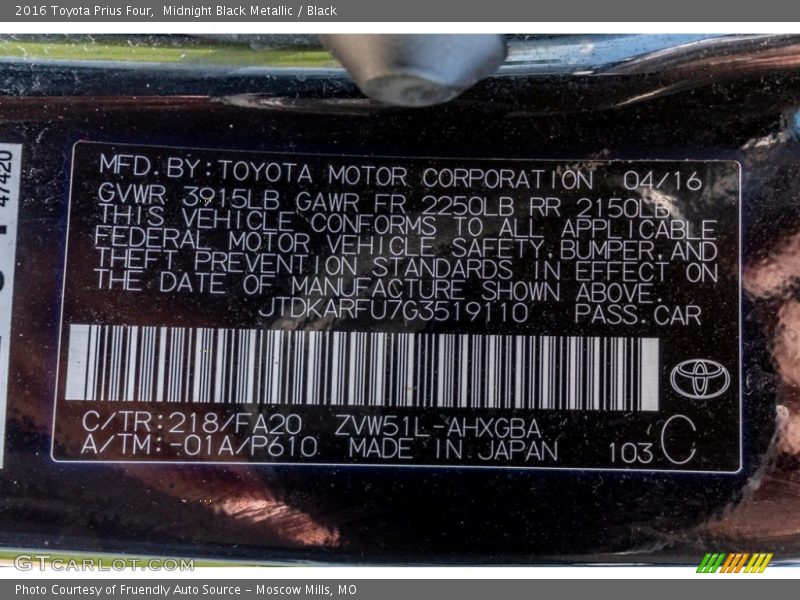 2016 Toyota Prius Four, Midnight Black Metallic / Black
47420
MFD.BY:TOYOTA MOTOR CORPORATION 04/16
GVWR 3915LB GAWR FR 2250LB RR 2150LB
THIS VEHICLE CONFORMS TO ALL APPLICABLE
FEDERAL MOTOR VEHICLE SAFETY,BUMPER,AND
THEFT PREVENTION STANDARDS IN EFFECT ON
THE DATE OF MANUFACTURE SHOWN ABOVE.
JTDKARFU7G3519110 PASS.CAR
C/TR:218/FA20 ZVW51L-AHXGBA
A/TM:-01A/P610 MADE IN JAPAN 103 C
GTCARLOT.COM
Photo Courtesy of Fruendly Auto Source – Moscow Mills, MO